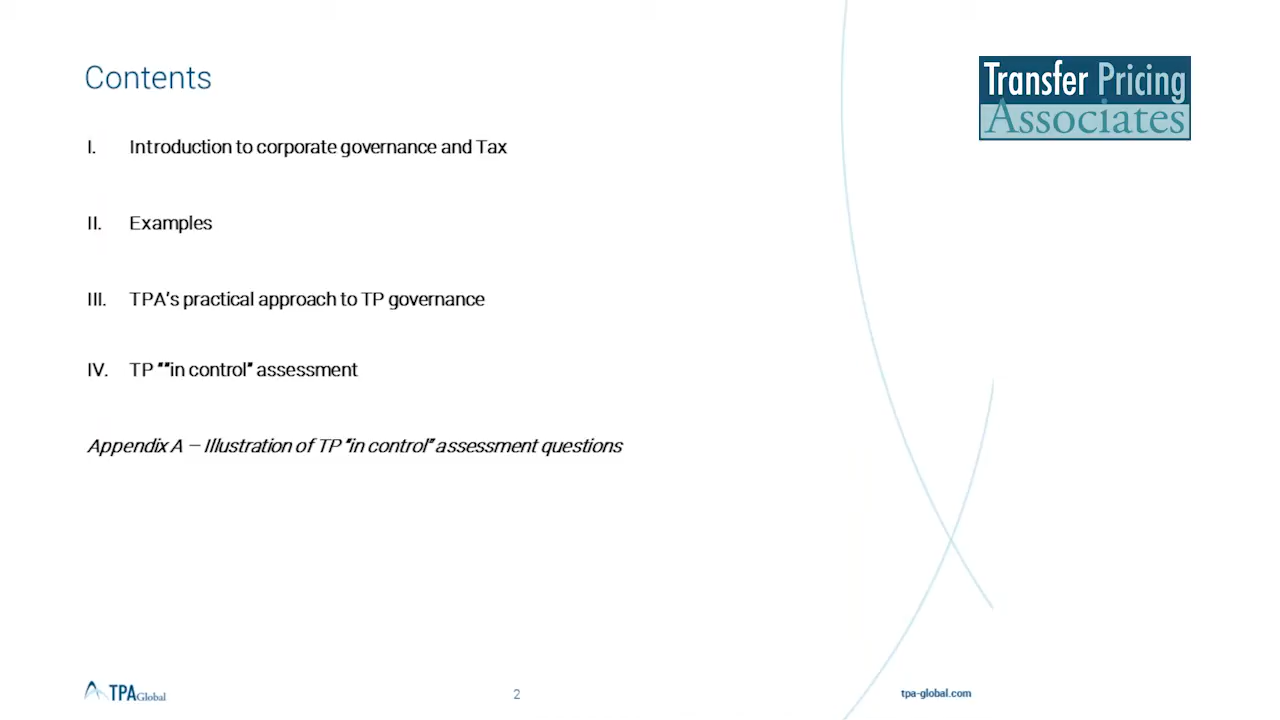 Contents
Transfer Pricing
Associates
I. Introduction to corporate governance and Tax
II. Examples
III. TPA’s practical approach to TP governance
IV. TP “"in control” assessment
Appendix A – Illustration of TP “in control” assessment questions
TPA Global
2
tpa-global.com